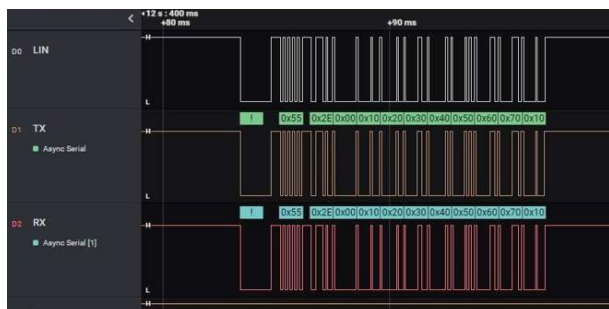 12 s : 400 ms
+80 ms +90 ms
D0 LIN
H
L
D1 TX
H
Async Serial
L
f 0x55 0x2E 0x00 0x10 0x20 0x30 0x40 0x50 0x60 0x70 0x10
D2 RX
H
Async Serial [1]
L
f 0x55 0x2E 0x00 0x10 0x20 0x30 0x40 0x50 0x60 0x70 0x10
H